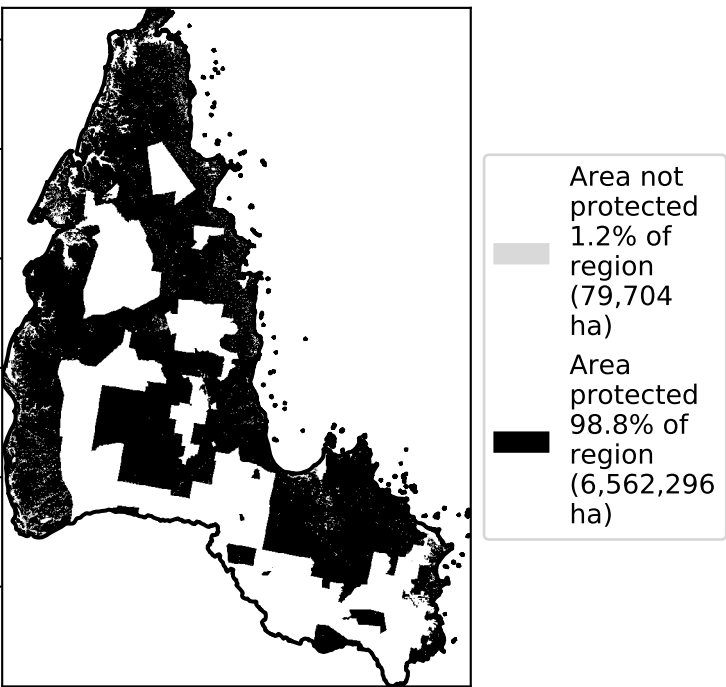 Area not
protected
1.2% of
region
(79,704
ha)
Area
protected
98.8% of
region
(6,562,296
ha)